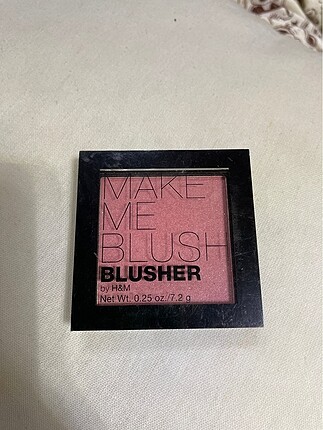 MAKE
ME
BLUSH
BLUSHER
by H&M
Net Wt. 0.25 oz./7.2 g